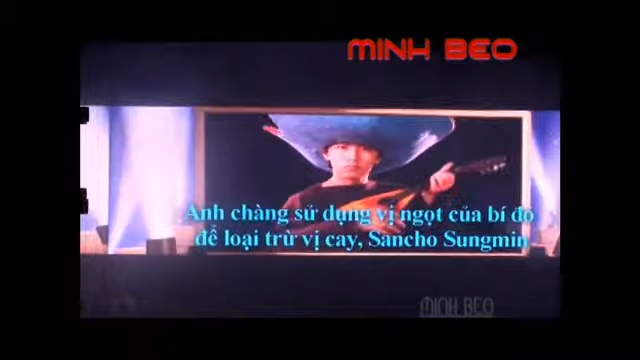 MINH BEO
Anh chàng sử dụng vị ngọt của bí đỏ
để loại trừ vị cay, Sancho Sungmin
MINH BEO